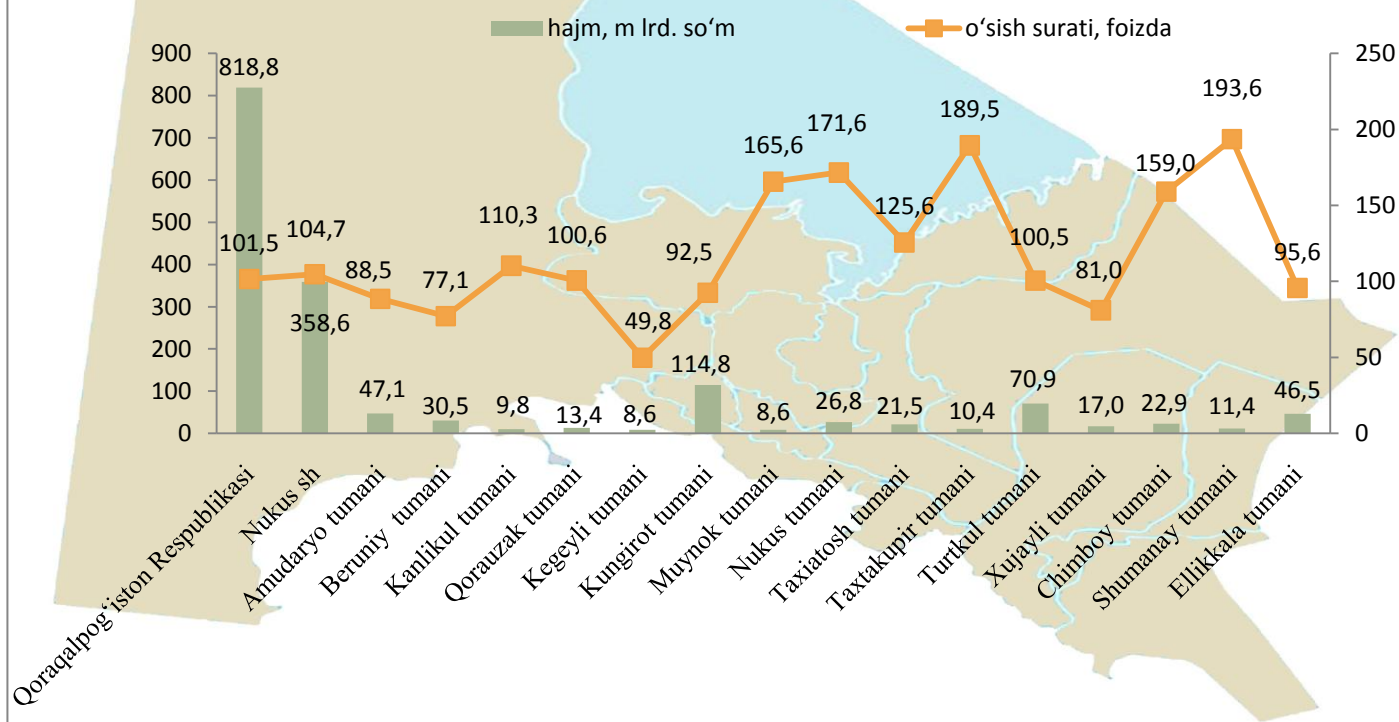 hajm, m lrd. so‘m
o‘sish surati, foizda
900
800
700
600
500
400
300
200
100
0
250
200
150
100
50
0
818,8
358,6
47,1
30,5
9,8
13,4
8,6
114,8
8,6
26,8
21,5
10,4
70,9
17,0
22,9
11,4
46,5
101,5
104,7
88,5
77,1
110,3
100,6
49,8
92,5
165,6
171,6
125,6
189,5
100,5
81,0
159,0
193,6
95,6
Qoraqalpog‘iston Respublikasi
Nukus sh
Amudaryo tumani
Beruniy tumani
Kanlikul tumani
Qorauzak tumani
Kegeyli tumani
Kungirot tumani
Muynok tumani
Nukus tumani
Taxiatosh tumani
Taxtakupir tumani
Turtkul tumani
Xujayli tumani
Chimboy tumani
Shumanay tumani
Ellikkala tumani